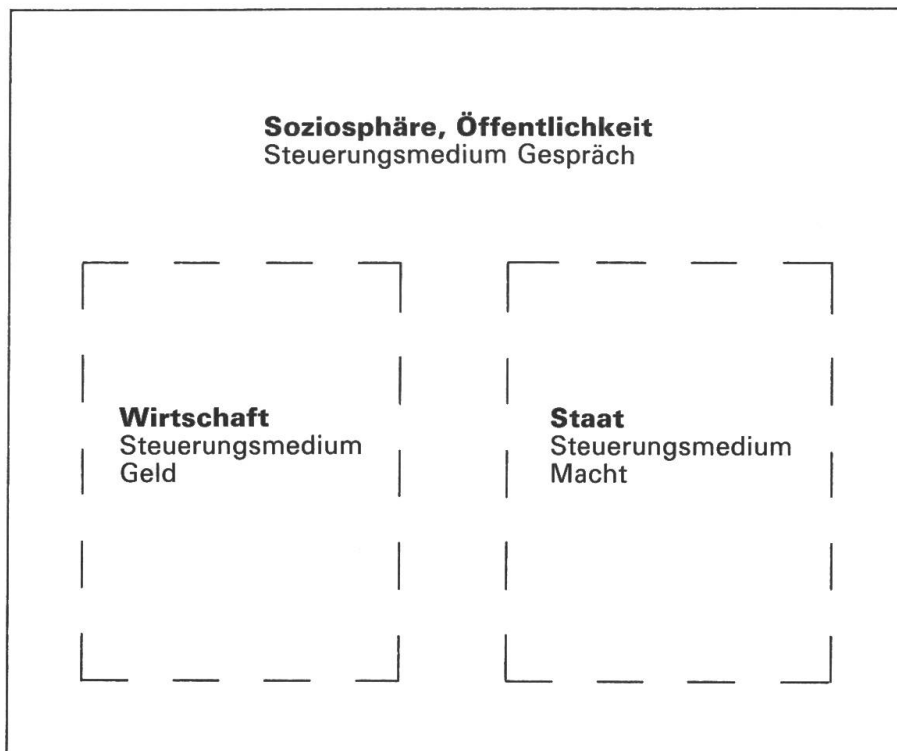 Soziosphäre, Öffentlichkeit
Steuerungsmedium Gespräch
Wirtschaft
Steuerungsmedium
Geld
Staat
Steuerungsmedium
Macht